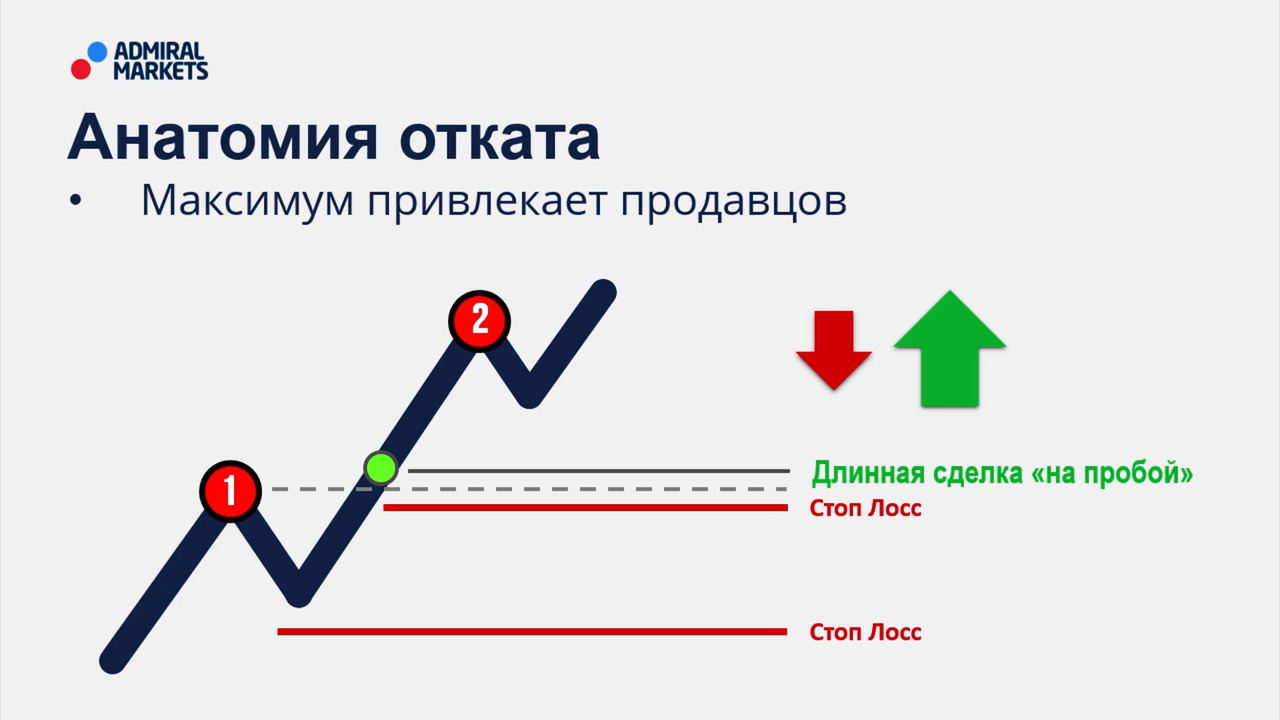 ADMIRAL
MARKETS
Анатомия отката
• Максимум привлекает продавцов
2
1
Длинная сделка «на пробой»
Стоп Лосс
Стоп Лосс